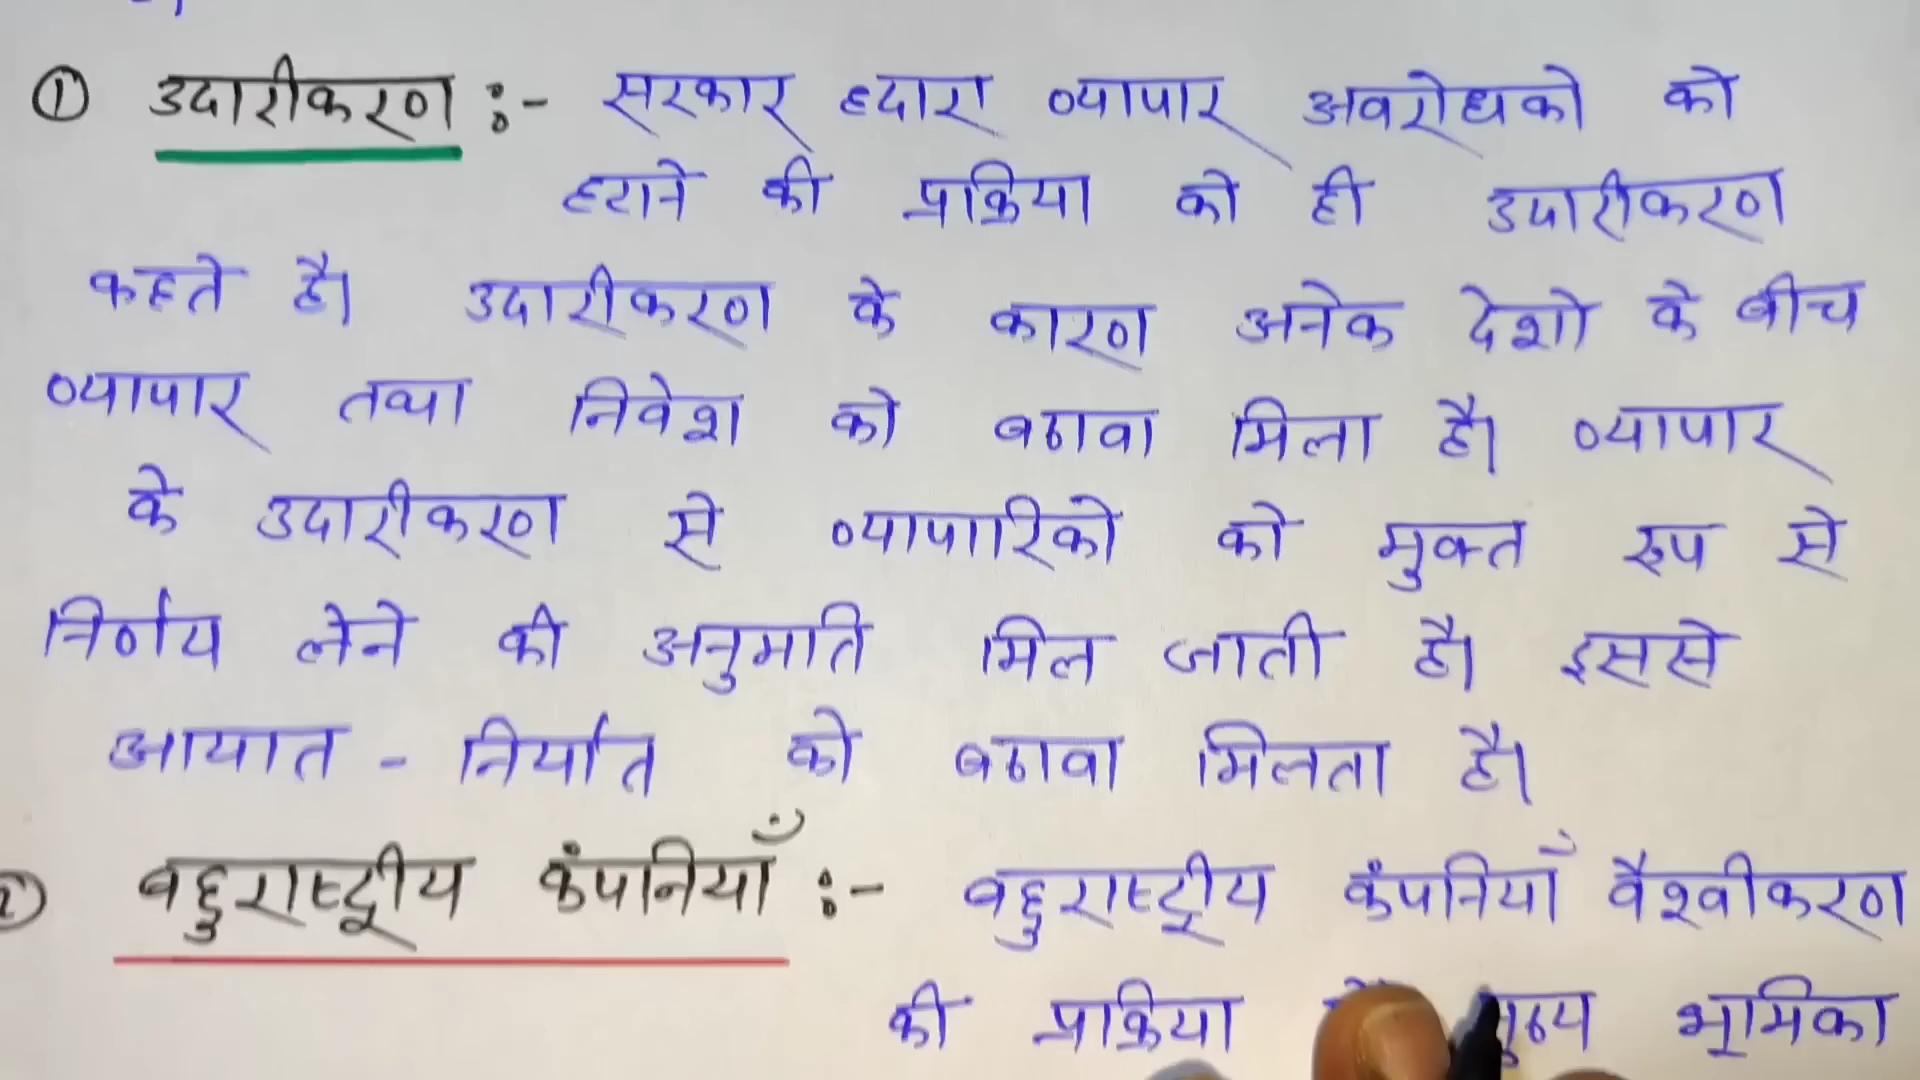 ① उदारीकरण :- सरकार द्वारा व्यापार अवरोधको को
हटाने की प्रक्रिया को ही उदारीकरण
कहते है। उदारीकरण के कारण अनेक देशो के बीच
व्यापार तथा निवेश को बढावा मिला है। व्यापार
के उदारीकरण से व्यापारिको को मुक्त रूप से
निर्णय लेने की अनुमति मिल जाती है। इससे
आयात - निर्यात को बढावा मिलता है।
② बहुराष्ट्रीय कंपनियाँ :- बहुराष्ट्रीय कंपनियाँ वैश्वीकरण
की प्रक्रिया मुख्य भूमिका